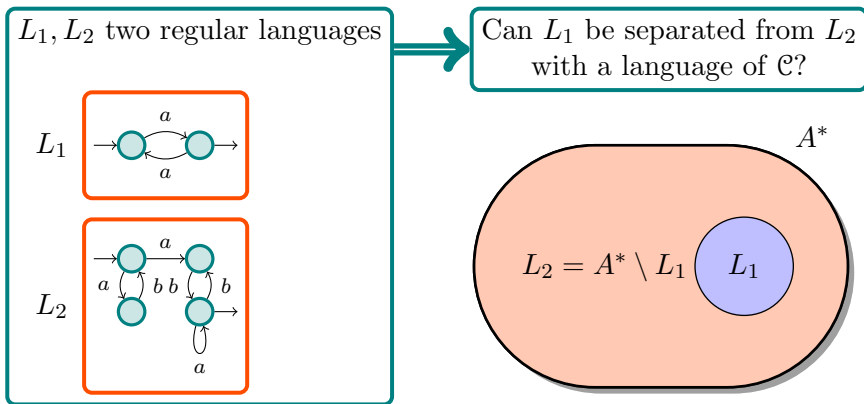 L₁, L₂ two regular languages
Can L₁ be separated from L₂
with a language of 𝒞?
L₁
a
a
L₂
a
a
b
b
b
a
A*
L₂ = A* \ L₁
L₁